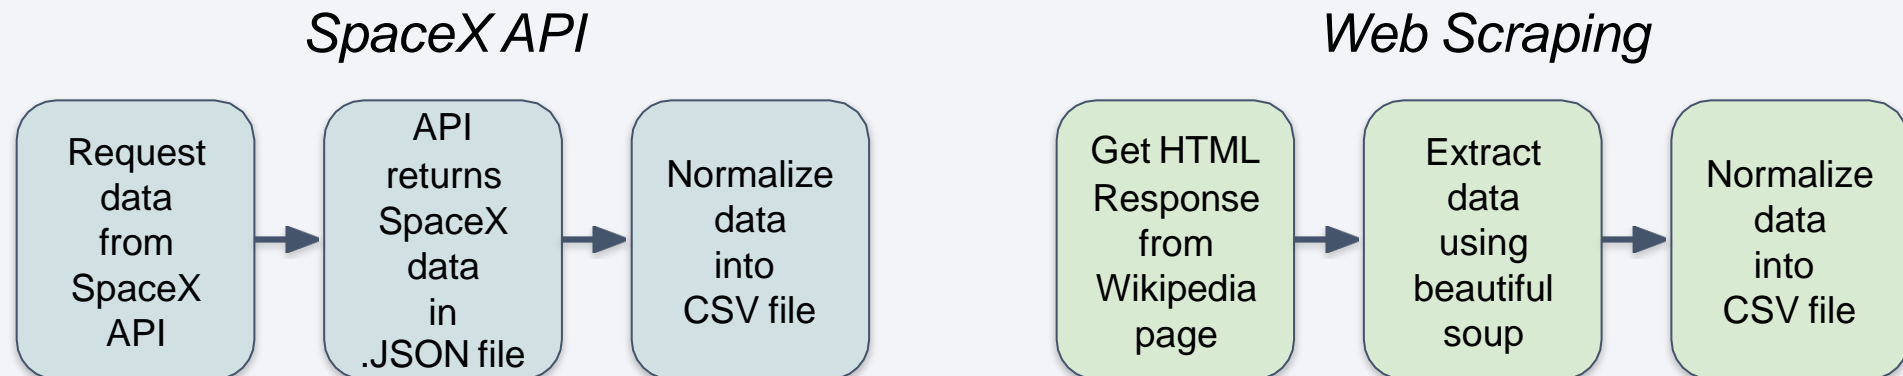 SpaceX API
Request
data
from
SpaceX
API
API
returns
SpaceX
data
in
.JSON file
Normalize
data
into
CSV file
Web Scraping
Get HTML
Response
from
Wikipedia
page
Extract
data
using
beautiful
soup
Normalize
data
into
CSV file